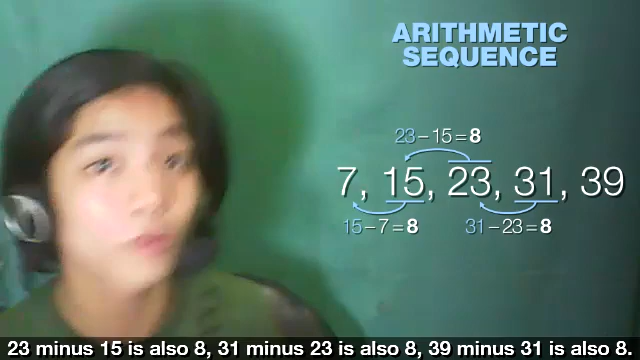 ARITHMETIC
SEQUENCE
23 – 15 = 8
7, 15, 23, 31, 39
15 – 7 = 8
31 – 23 = 8
23 minus 15 is also 8, 31 minus 23 is also 8, 39 minus 31 is also 8,